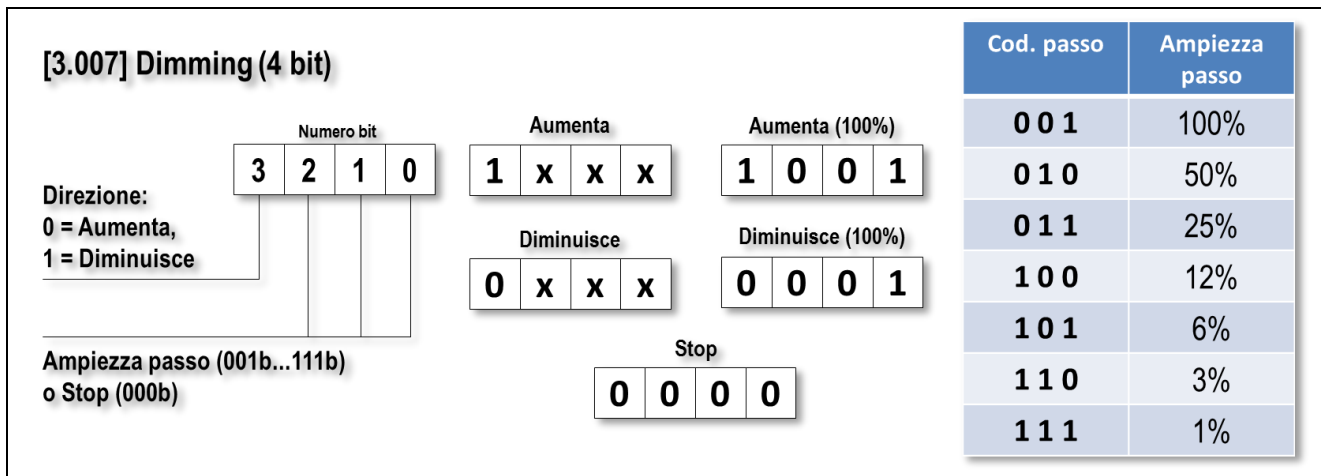 [3.007] Dimming (4 bit)
Numero bit
3 2 1 0
Direzione:
0 = Aumenta,
1 = Diminuisce
Ampiezza passo (001b...111b)
o Stop (000b)
Aumenta
1 x x x
Aumenta (100%)
1 0 0 1
Diminuisce
0 x x x
Diminuisce (100%)
0 0 0 1
Stop
0 0 0 0
Cod. passo Ampiezza
passo
0 0 1 100%
0 1 0 50%
0 1 1 25%
1 0 0 12%
1 0 1 6%
1 1 0 3%
1 1 1 1%